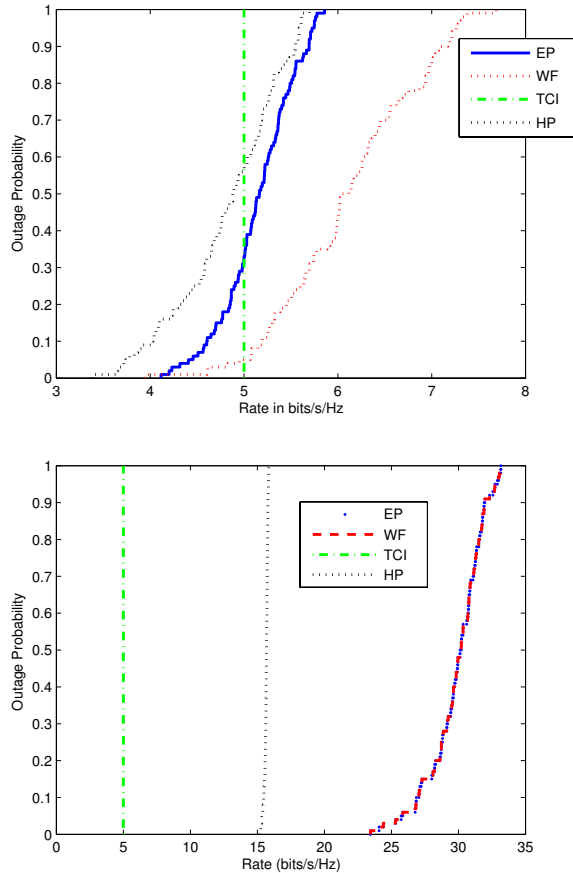 1
0.9
0.8
0.7
0.6
0.5
0.4
0.3
0.2
0.1
0
Outage Probability
EP
WF
TCI
HP
3 4 5 6 7 8
Rate in bits/s/Hz
1
0.9
0.8
0.7
0.6
0.5
0.4
0.3
0.2
0.1
0
Outage Probability
EP
WF
TCI
HP
0 5 10 15 20 25 30 35
Rate (bits/s/Hz)